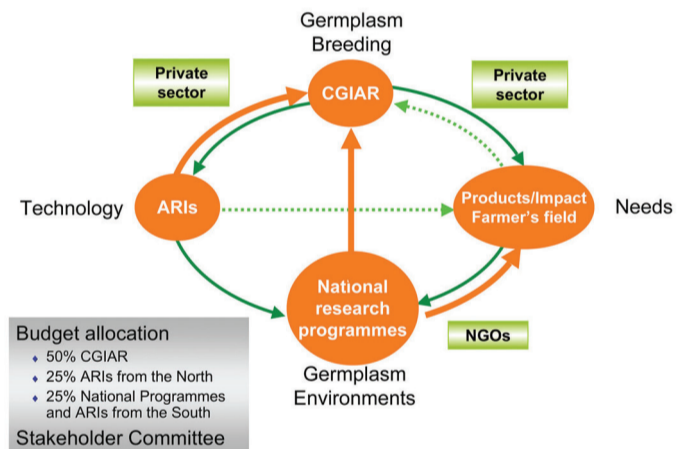 Germplasm
Breeding
Private
sector
CGIAR
Private
sector
Technology
ARIs
Products/Impact
Farmer's field
Needs
National
research
programmes
NGOs
Germplasm
Environments
Budget allocation
50% CGIAR
25% ARIs from the North
25% National Programmes
and ARIs from the South
Stakeholder Committee